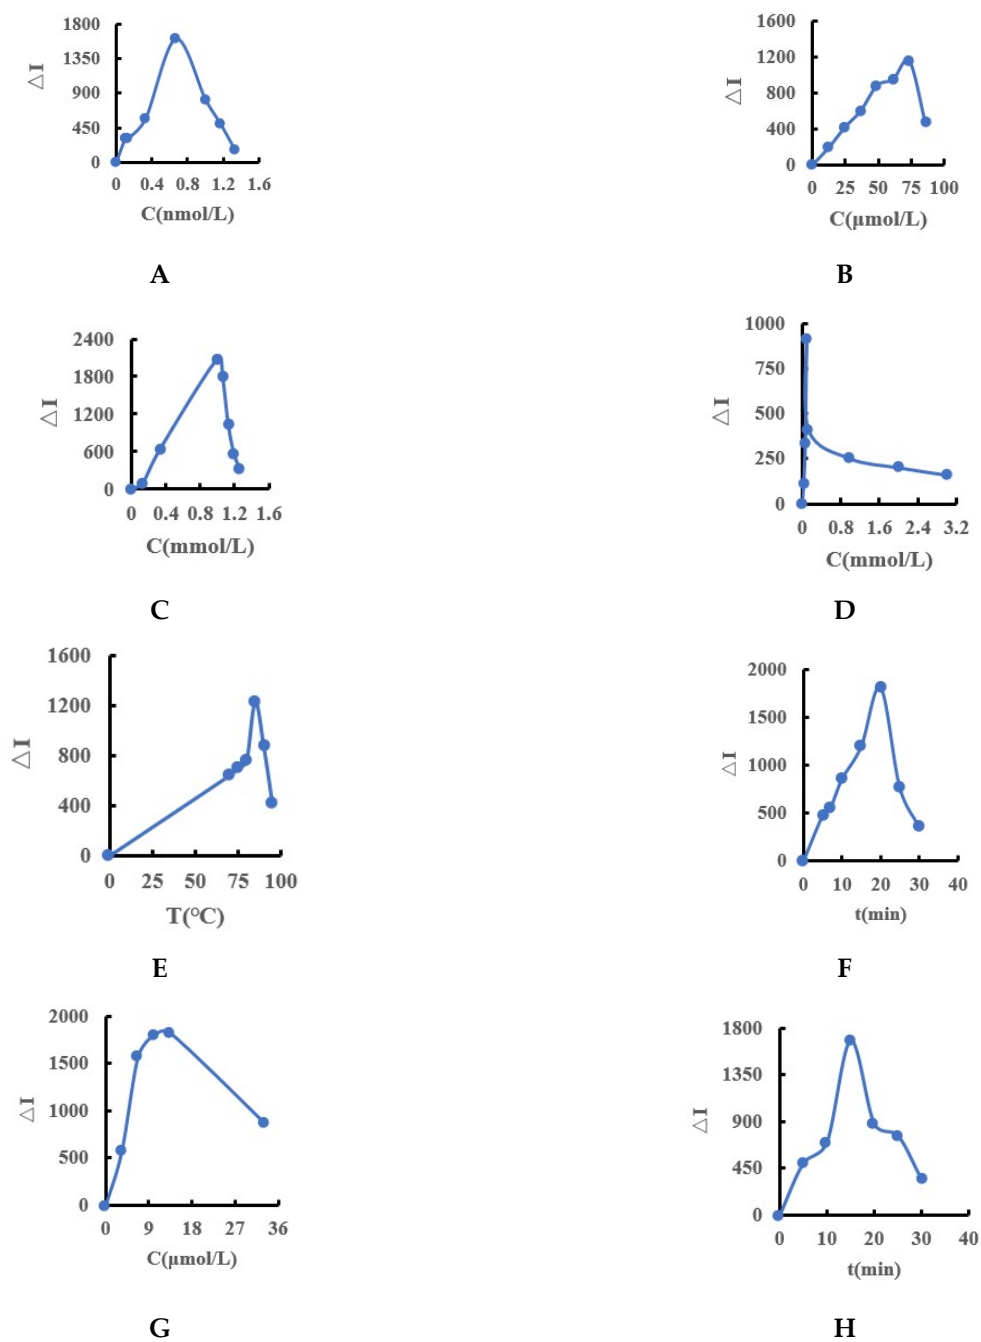 1800
1350
900
450
0
△I
0 0.4 0.8 1.2 1.6
C(nmol/L)
A
1600
1200
800
400
0
△I
0 25 50 75 100
C(μmol/L)
B
2400
1800
1200
600
0
△I
0 0.4 0.8 1.2 1.6
C(mmol/L)
C
1000
750
500
250
0
△I
0 0.8 1.6 2.4 3.2
C(mmol/L)
D
1600
1200
800
400
0
△I
0 25 50 75 100
T(℃)
E
2000
1500
1000
500
0
△I
0 10 20 30 40
t(min)
F
2000
1500
1000
500
0
△I
0 9 18 27 36
C(μmol/L)
G
1800
1350
900
450
0
△I
0 10 20 30 40
t(min)
H